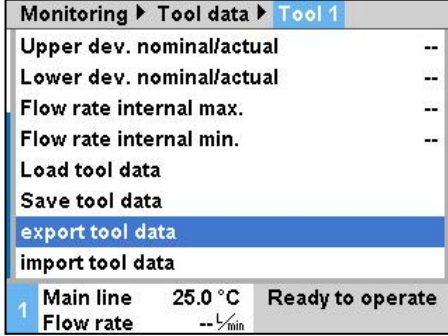 Monitoring ▶ Tool data ▶ Tool 1
Upper dev. nominal/actual --
Lower dev. nominal/actual --
Flow rate internal max. --
Flow rate internal min. --
Load tool data
Save tool data
export tool data
import tool data
1 Main line 25.0 °C Ready to operate
Flow rate -- L/min